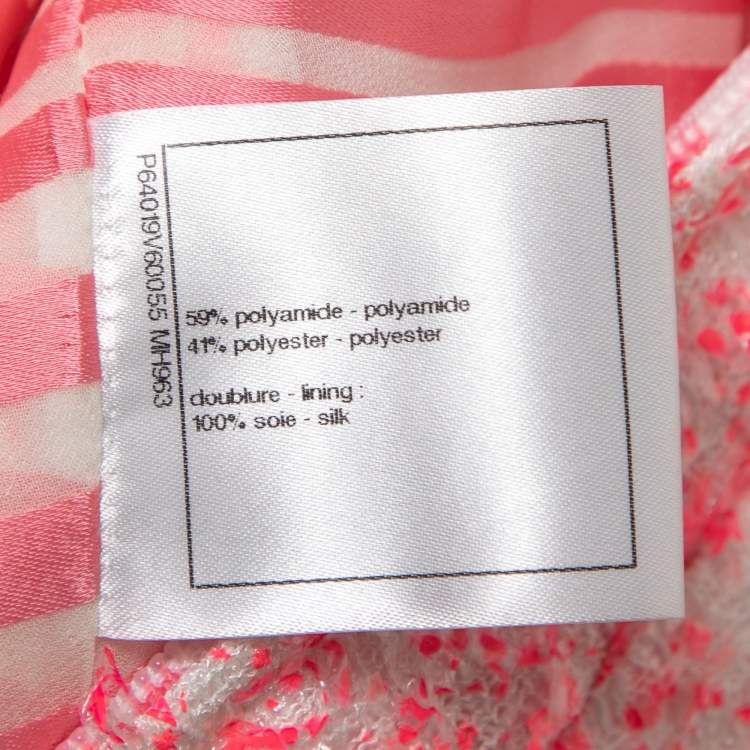 P64019V60055 MH963
59% polyamide - polyamide
41% polyester - polyester
doublure - lining :
100% soie - silk